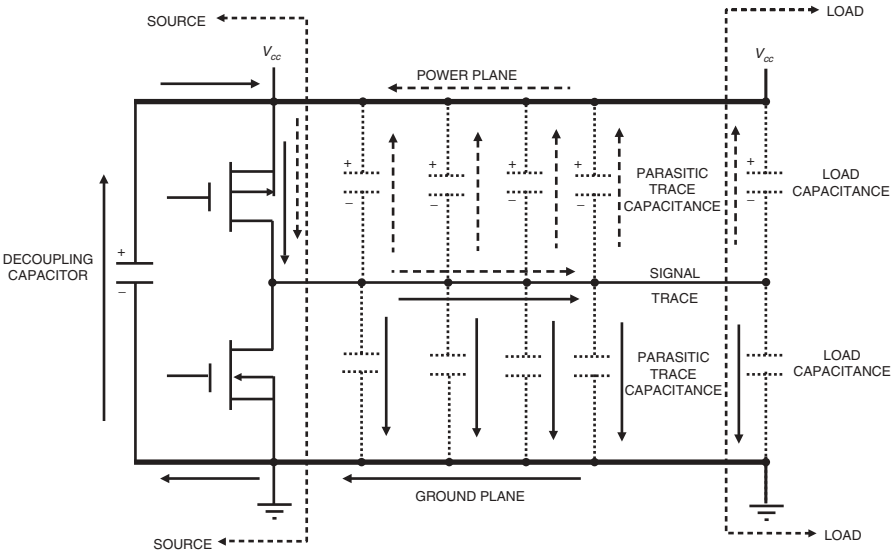 SOURCE
LOAD
Vcc
Vcc
POWER PLANE
+
+
+
+
+
–
–
–
–
–
PARASITIC
TRACE
CAPACITANCE
LOAD
CAPACITANCE
DECOUPLING
CAPACITOR
+
–
SIGNAL
TRACE
PARASITIC
TRACE
CAPACITANCE
LOAD
CAPACITANCE
GROUND PLANE
SOURCE
LOAD